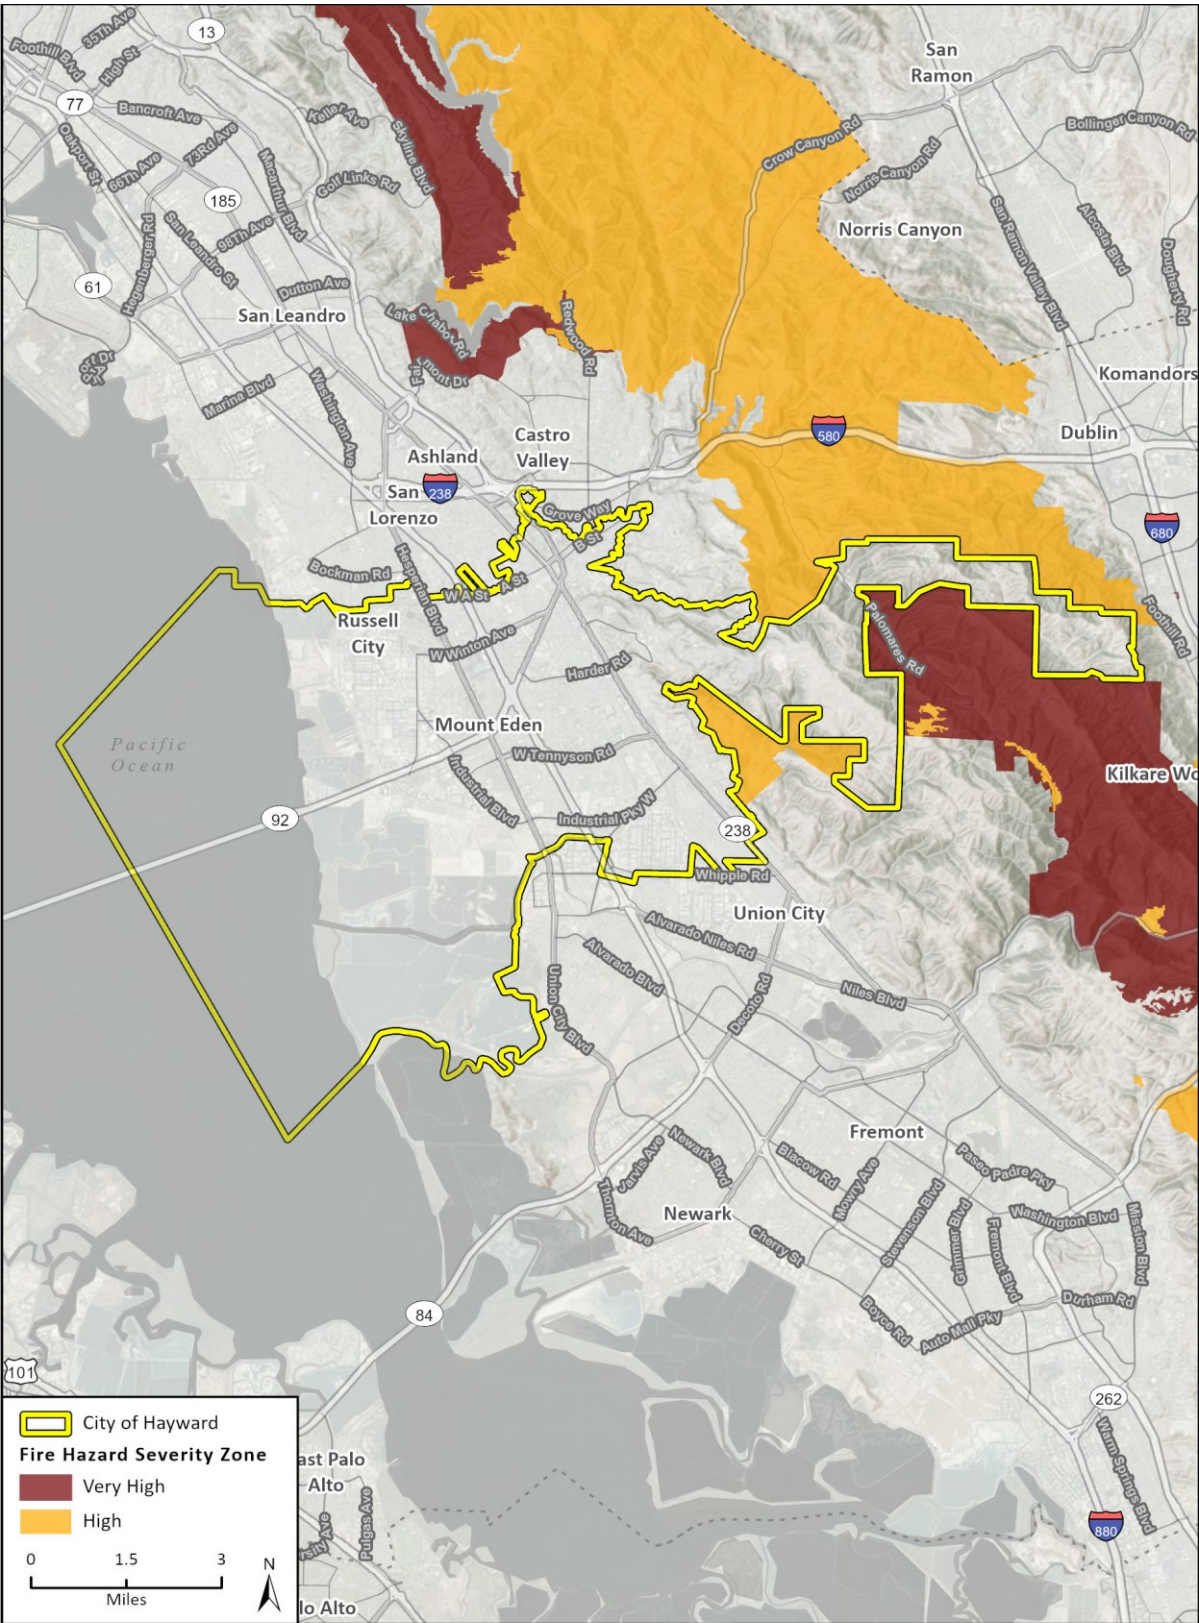 13
35Th Ave
Foothill Blvd
High St
San
Ramon
77
Bancroft Ave
Keller Ave
Skyline Blvd
Crow Canyon Rd
Bollinger Canyon Rd
Oakport St
66Th Ave
73Rd Ave
Macarthur Blvd
Golf Links Rd
Norris Canyon Rd
185
San Leandro St
98Th Ave
Hegenberger Rd
San Ramon Valley Blvd
Alcosta Blvd
Norris Canyon
Dougherty Rd
61
Dutton Ave
San Leandro
Lake Chabot Rd
Redwood Rd
Marina Blvd
Washington Ave
Komandors
Castro
Valley
580
Dublin
Ashland
San
Lorenzo
238
Grove Way
B St
680
Bockman Rd
Hesperian Blvd
W A St
A St
Russell
City
W Winton Ave
Foothill Rd
Palomares Rd
Harder Rd
Mount Eden
Pacific
Ocean
W Tennyson Rd
Industrial Blvd
Kilkare Wo
92
Industrial Pky W
238
Whipple Rd
Union City
Alvarado Niles Rd
Alvarado Blvd
Union City Blvd
Decoto Rd
Niles Blvd
Fremont
Jarvis Ave
Newark Blvd
Blacow Rd
Mowry Ave
Paseo Padre Pky
Thornton Ave
Newark
Cherry St
Stevenson Blvd
Grimmer Blvd
Fremont Blvd
Washington Blvd
Mission Blvd
Durham Rd
Boyce Rd
Auto Mall Pky
84
101
262
Warm Springs Blvd
880
City of Hayward
Fire Hazard Severity Zone
Very High
High
0 1.5 3
Miles
N
ast Palo
Alto
Pulgas Ave
rsity Ave
lo Alto